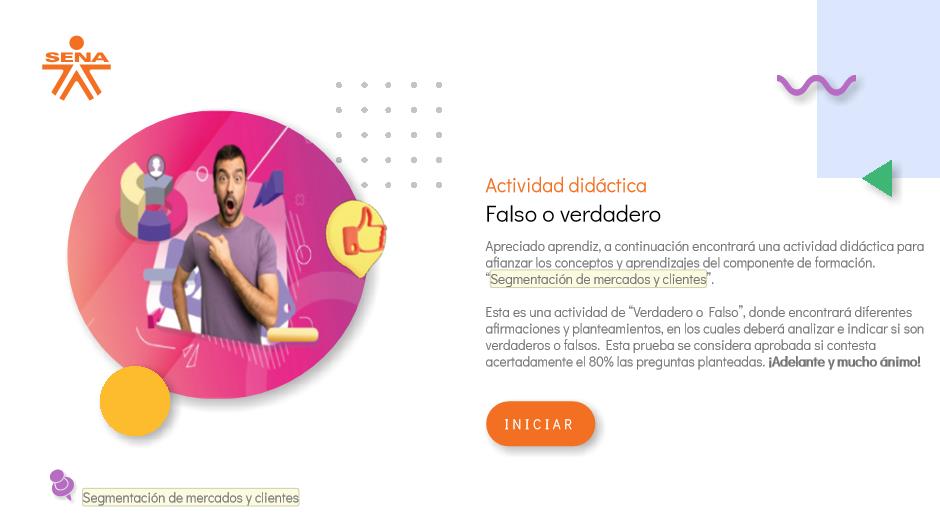 SENA
Actividad didáctica
Falso o verdadero
Apreciado aprendiz, a continuación encontrará una actividad didáctica para
afianzar los conceptos y aprendizajes del componente de formación.
“Segmentación de mercados y clientes”.
Esta es una actividad de “Verdadero o Falso”, donde encontrará diferentes
afirmaciones y planteamientos, en los cuales deberá analizar e indicar si son
verdaderos o falsos. Esta prueba se considera aprobada si contesta
acertadamente el 80% las preguntas planteadas. ¡Adelante y mucho ánimo!
INICIAR
Segmentación de mercados y clientes